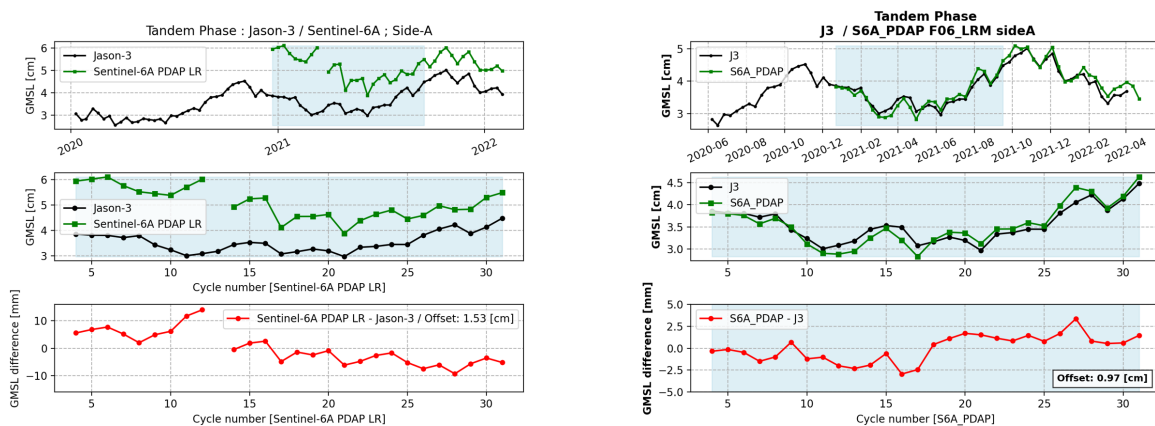 Tandem Phase : Jason-3 / Sentinel-6A ; Side-A
GMSL [cm]
6
5
4
3
Jason-3
Sentinel-6A PDAP LR
2020
2021
2022
GMSL [cm]
6
5
4
3
Jason-3
Sentinel-6A PDAP LR
5
10
15
20
25
30
Cycle number [Sentinel-6A PDAP LR]
GMSL difference [mm]
10
0
−10
Sentinel-6A PDAP LR - Jason-3 / Offset: 1.53 [cm]
5
10
15
20
25
30
Cycle number [Sentinel-6A PDAP LR]
Tandem Phase
J3 / S6A_PDAP F06_LRM sideA
GMSL [cm]
5
4
3
J3
S6A_PDAP
2020-06
2020-08
2020-10
2020-12
2021-02
2021-04
2021-06
2021-08
2021-10
2021-12
2022-02
2022-04
GMSL [cm]
4.5
4.0
3.5
3.0
J3
S6A_PDAP
5
10
15
20
25
30
GMSL difference [mm]
5.0
2.5
0.0
−2.5
−5.0
S6A_PDAP - J3
Offset: 0.97 [cm]
5
10
15
20
25
30
Cycle number [S6A_PDAP]